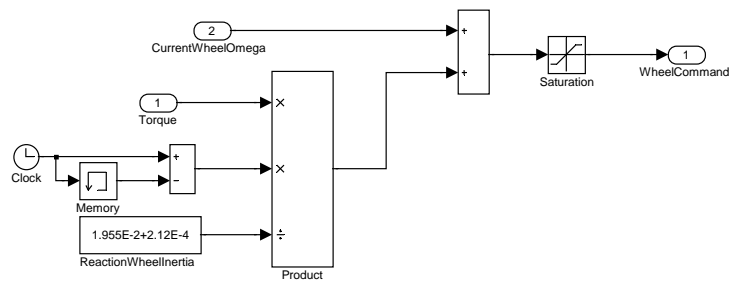 2
CurrentWheelOmega
+
+
Saturation
1
WheelCommand
1
Torque
×
Clock
+
−
×
Memory
1.955E-2+2.12E-4
÷
ReactionWheelInertia
Product